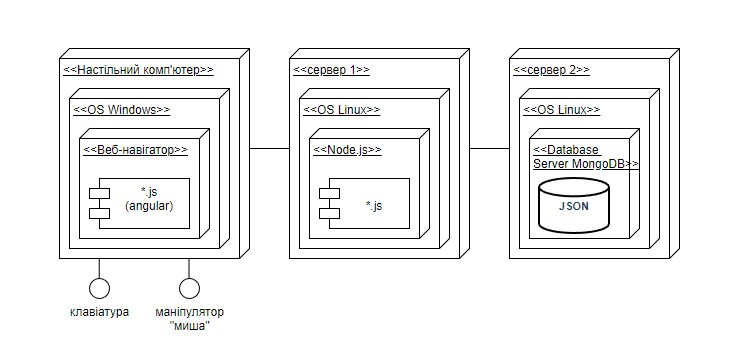 <<Настільний комп'ютер>>
<<OS Windows>>
<<Веб-навігатор>>
*.js
(angular)
клавіатура
маніпулятор
"миша"
<<сервер 1>>
<<OS Linux>>
<<Node.js>>
*.js
<<сервер 2>>
<<OS Linux>>
<<Database
Server MongoDB>>
JSON